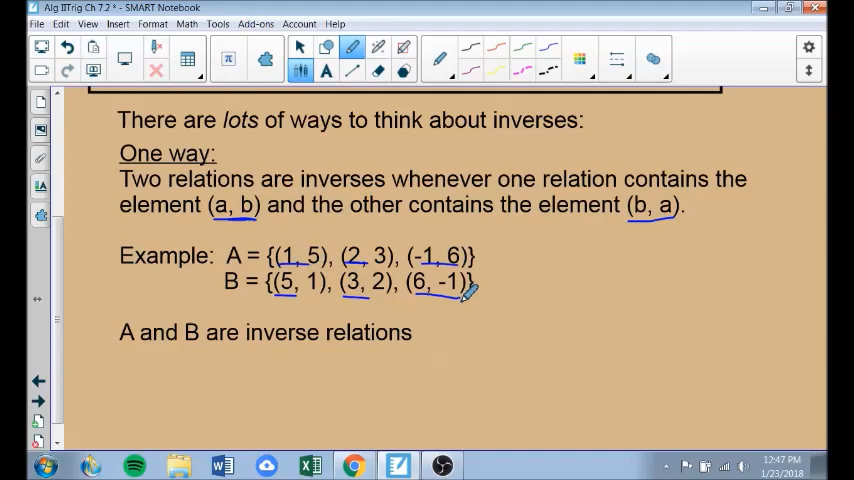 Alg IITrig Ch 7.2 * - SMART Notebook
File Edit View Insert Format Math Tools Add-ons Account Help
There are lots of ways to think about inverses:
One way:
Two relations are inverses whenever one relation contains the
element (a, b) and the other contains the element (b, a).
Example: A = {(1, 5), (2, 3), (-1, 6)}
B = {(5, 1), (3, 2), (6, -1)}
A and B are inverse relations
12:47 PM
1/23/2018